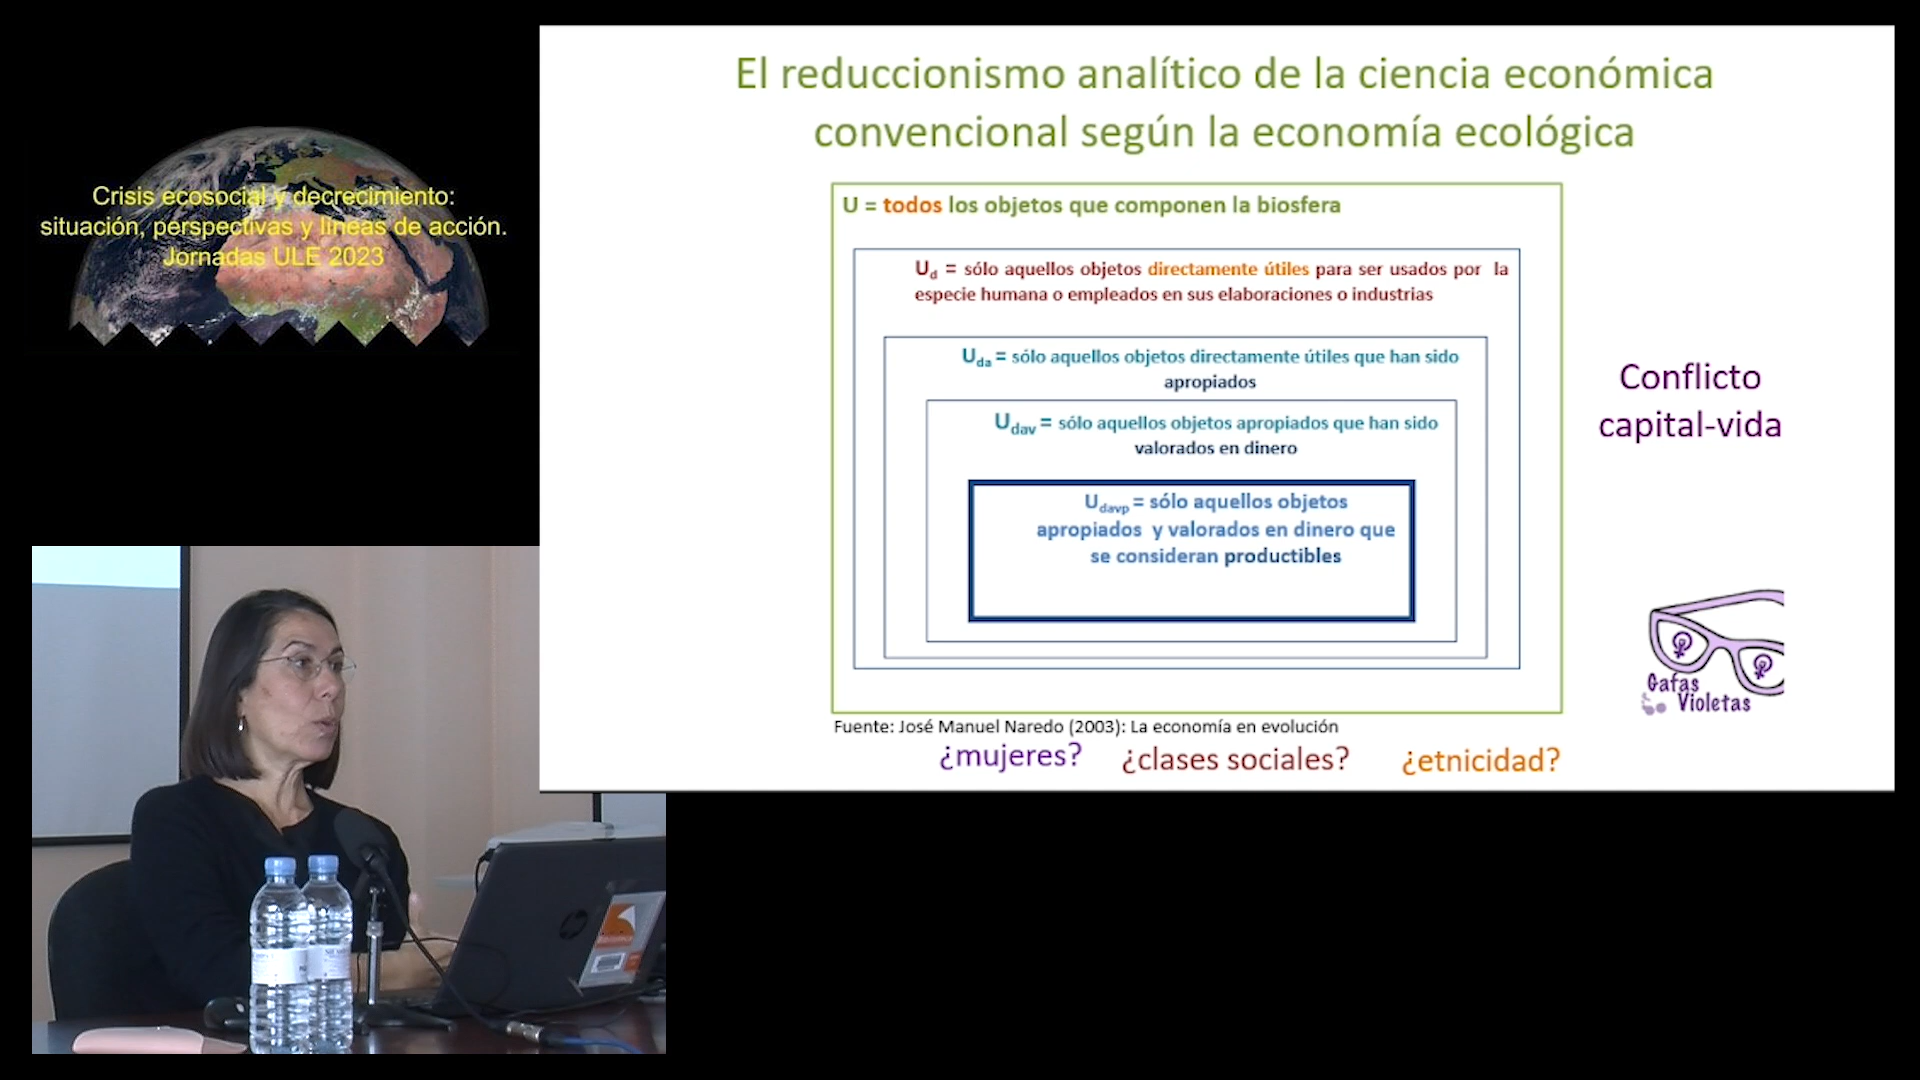 Crisis ecosocial y decrecimiento:
situación, perspectivas y líneas de acción.
Jornadas ULE 2023
El reduccionismo analítico de la ciencia económica
convencional según la economía ecológica
U = todos los objetos que componen la biosfera
Ud = sólo aquellos objetos directamente útiles para ser usados por la
especie humana o empleados en sus elaboraciones o industrias
Uda = sólo aquellos objetos directamente útiles que han sido
apropiados
Udav = sólo aquellos objetos apropiados que han sido
valorados en dinero
Udavp = sólo aquellos objetos
apropiados y valorados en dinero que
se consideran productibles
Conflicto
capital-vida
Gafas
Violetas
Fuente: José Manuel Naredo (2003): La economía en evolución
¿mujeres? ¿clases sociales? ¿etnicidad?
hp